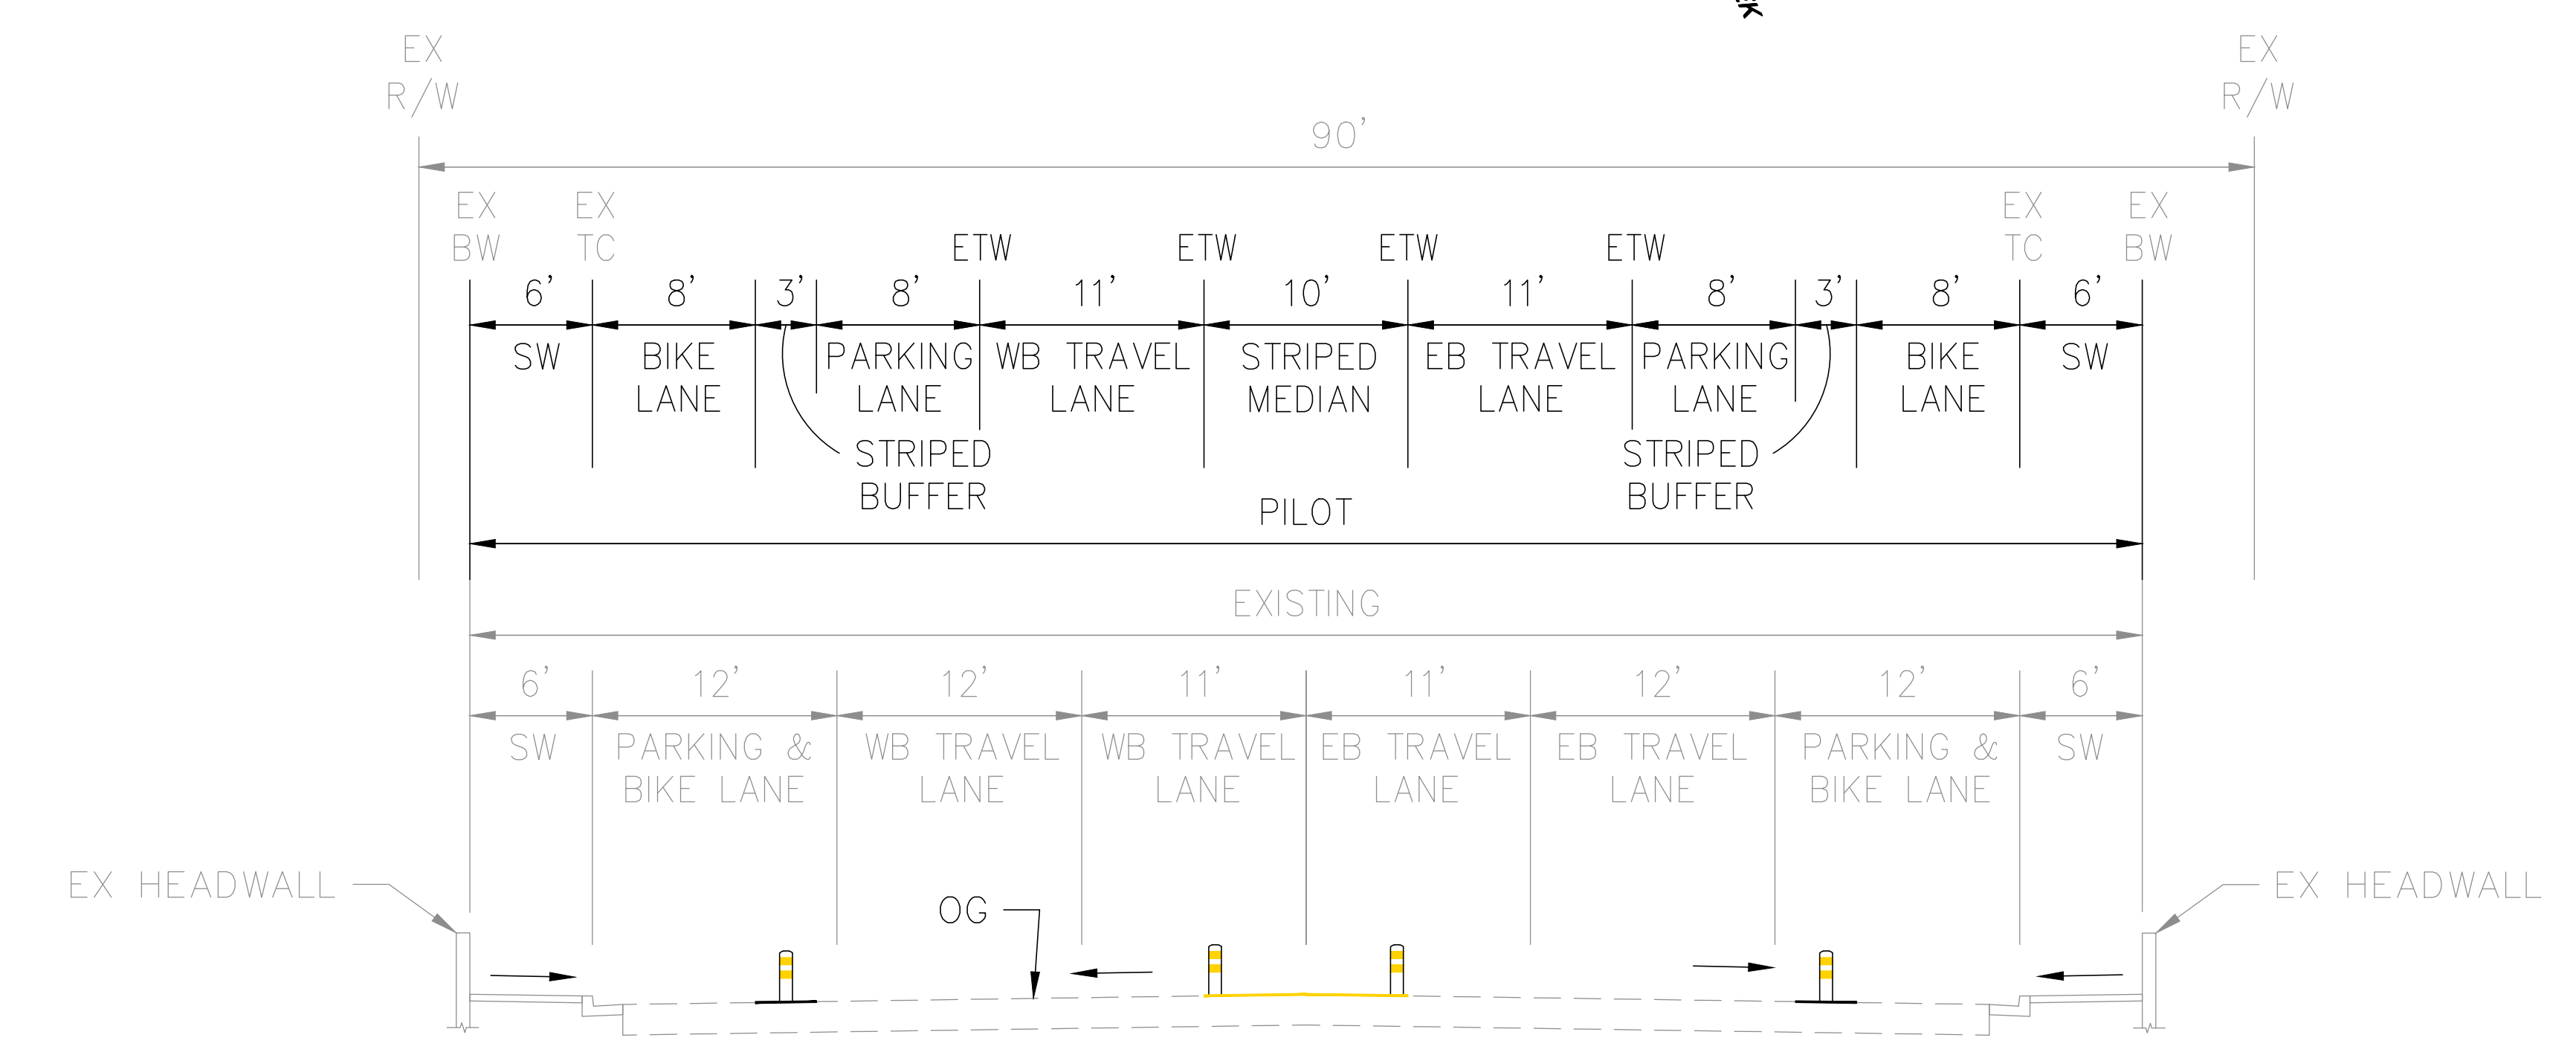 EX EX
R/W R/W
90'
EX EX EX EX
BW TC ETW ETW ETW ETW TC BW
6' 8' 3' 8' 11' 10' 11' 8' 3' 8' 6'
SW BIKE PARKING WB TRAVEL STRIPED EB TRAVEL PARKING BIKE SW
LANE LANE LANE MEDIAN LANE LANE LANE
STRIPED STRIPED
BUFFER BUFFER
PILOT
EXISTING
6' 12' 12' 11' 11' 12' 12' 6'
SW PARKING & WB TRAVEL WB TRAVEL EB TRAVEL EB TRAVEL PARKING & SW
BIKE LANE LANE LANE LANE LANE BIKE LANE
EX HEADWALL OG EX HEADWALL